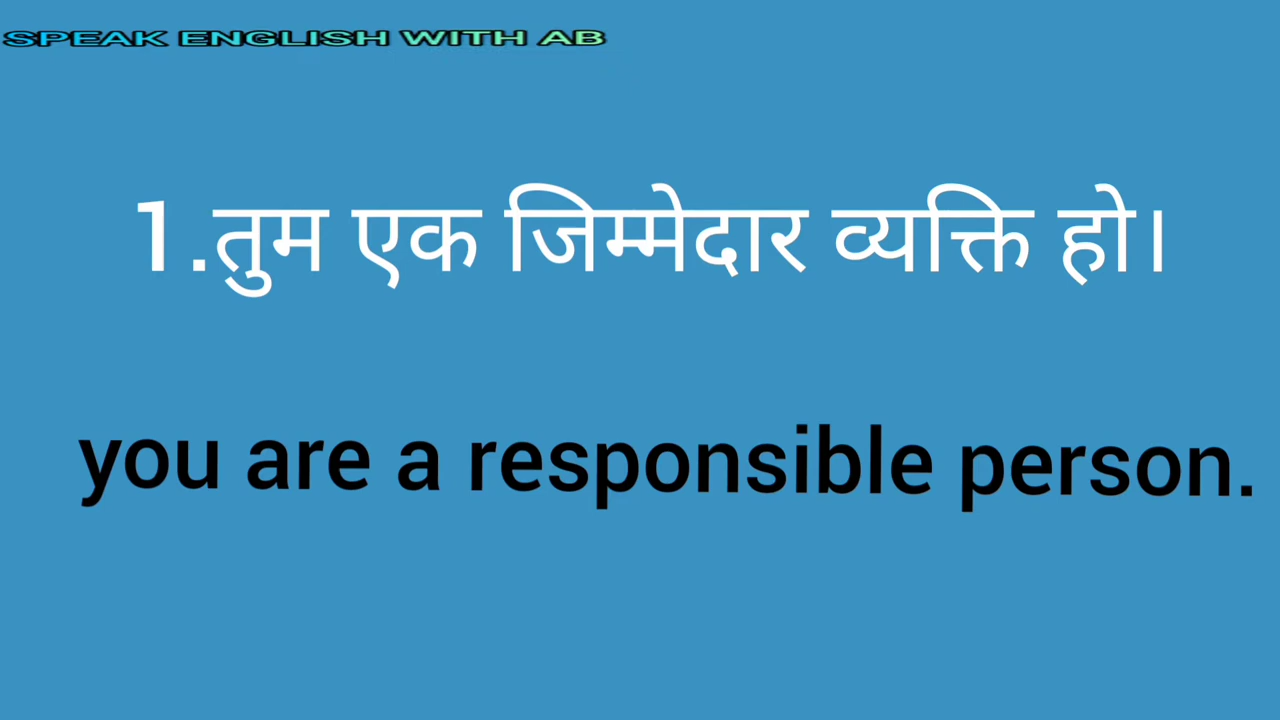 SPEAK ENGLISH WITH AB
1.तुम एक जिम्मेदार व्यक्ति हो।
you are a responsible person.